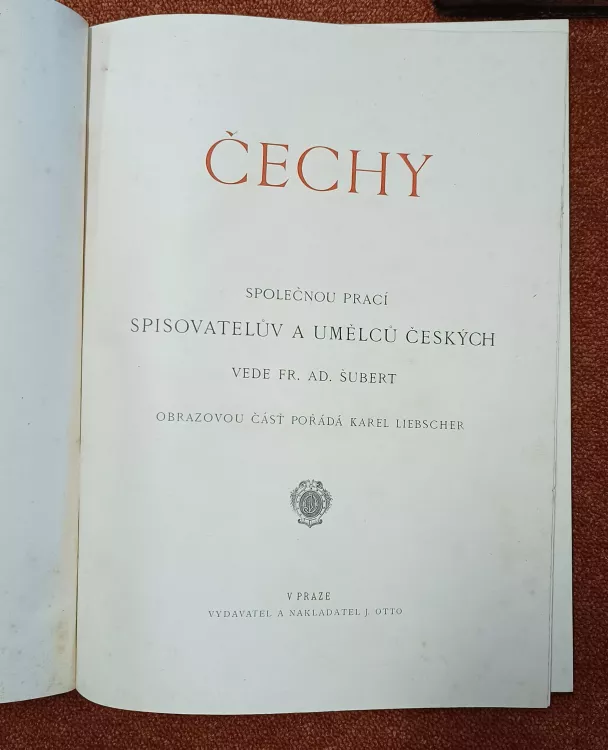 ČECHY
SPOLEČNOU PRACÍ
SPISOVATELŮV A UMĚLCŮ ČESKÝCH
VEDE FR. AD. ŠUBERT
OBRAZOVOU ČÁSŤ POŘÁDÁ KAREL LIEBSCHER
V PRAZE
VYDAVATEL A NAKLADATEL J. OTTO